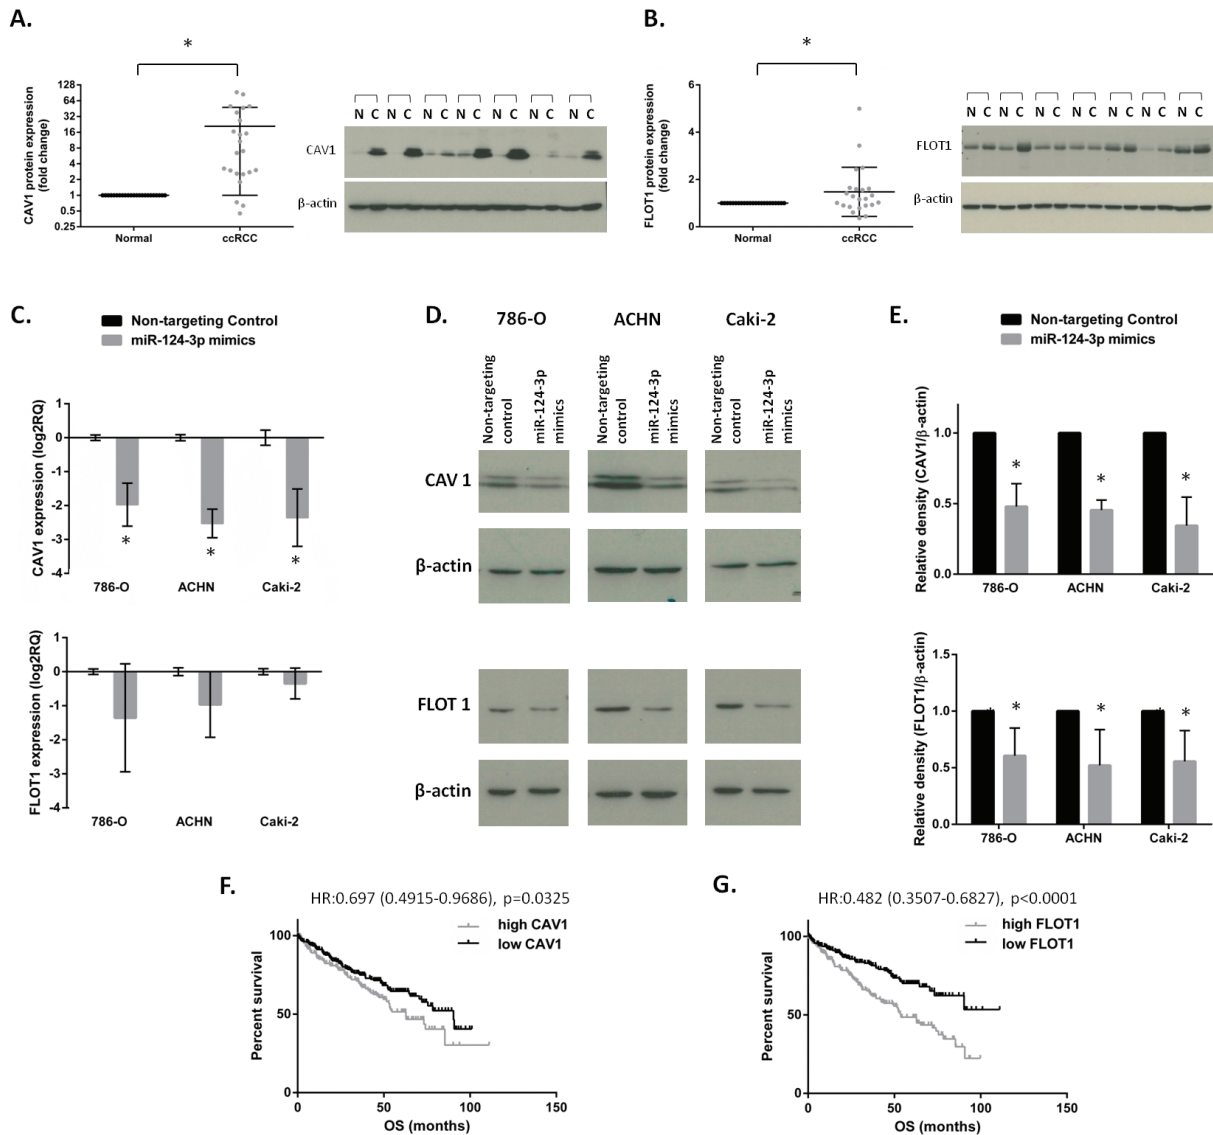 A.
*
CAV1 protein expression
(fold change)
128
64
32
16
8
4
2
1
0.5
0.25
Normal
ccRCC
N C N C N C N C N C N C N C
CAV1
β-actin
B.
*
FLOT1 protein expression
(fold change)
6
4
2
0
Normal
ccRCC
N C N C N C N C N C N C N C
FLOT1
β-actin
C.
Non-targeting Control
miR-124-3p mimics
CAV1 expression (log2RQ)
1
0
-1
-2
-3
-4
* * *
786-O ACHN Caki-2
FLOT1 expression (log2RQ)
1
0
-1
-2
-3
-4
786-O ACHN Caki-2
D.
786-O ACHN Caki-2
Non-targeting
control
miR-124-3p
mimics
Non-targeting
control
miR-124-3p
mimics
Non-targeting
control
miR-124-3p
mimics
CAV 1
β-actin
FLOT 1
β-actin
E.
Non-targeting Control
miR-124-3p mimics
Relative density (CAV1/β-actin)
1.0
0.5
0.0
* * *
786-O ACHN Caki-2
Relative density (FLOT1/β-actin)
1.5
1.0
0.5
0.0
* * *
786-O ACHN Caki-2
F.
HR:0.697 (0.4915-0.9686), p=0.0325
high CAV1
low CAV1
Percent survival
100
50
0
0 50 100 150
OS (months)
G.
HR:0.482 (0.3507-0.6827), p<0.0001
high FLOT1
low FLOT1
Percent survival
100
50
0
0 50 100 150
OS (months)